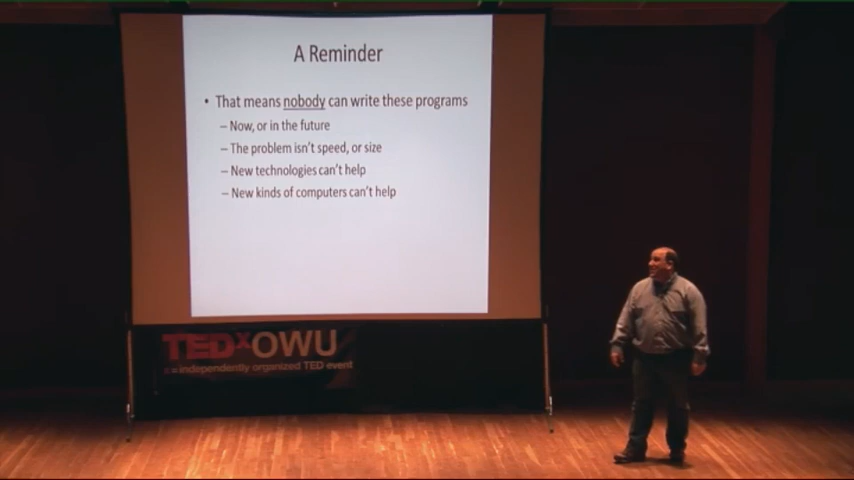 A Reminder
• That means nobody can write these programs
– Now, or in the future
– The problem isn't speed, or size
– New technologies can't help
– New kinds of computers can't help
TEDxOWU
x = independently organized TED event